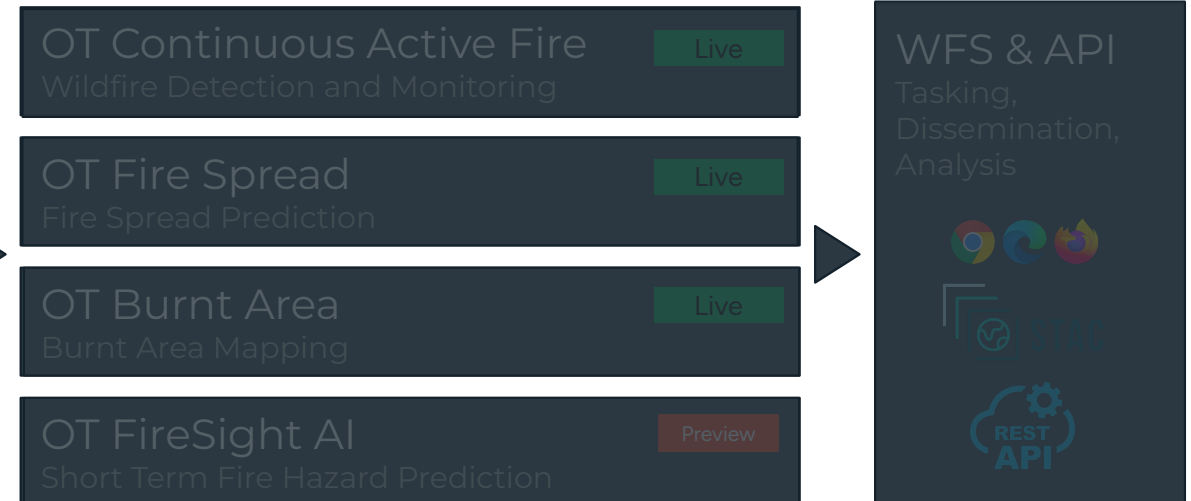 OT Continuous Active Fire
Live
Wildfire Detection and Monitoring
OT Fire Spread
Live
Fire Spread Prediction
OT Burnt Area
Live
Burnt Area Mapping
OT FireSight AI
Preview
Short Term Fire Hazard Prediction
WFS & API
Tasking,
Dissemination,
Analysis
STAC
REST
API